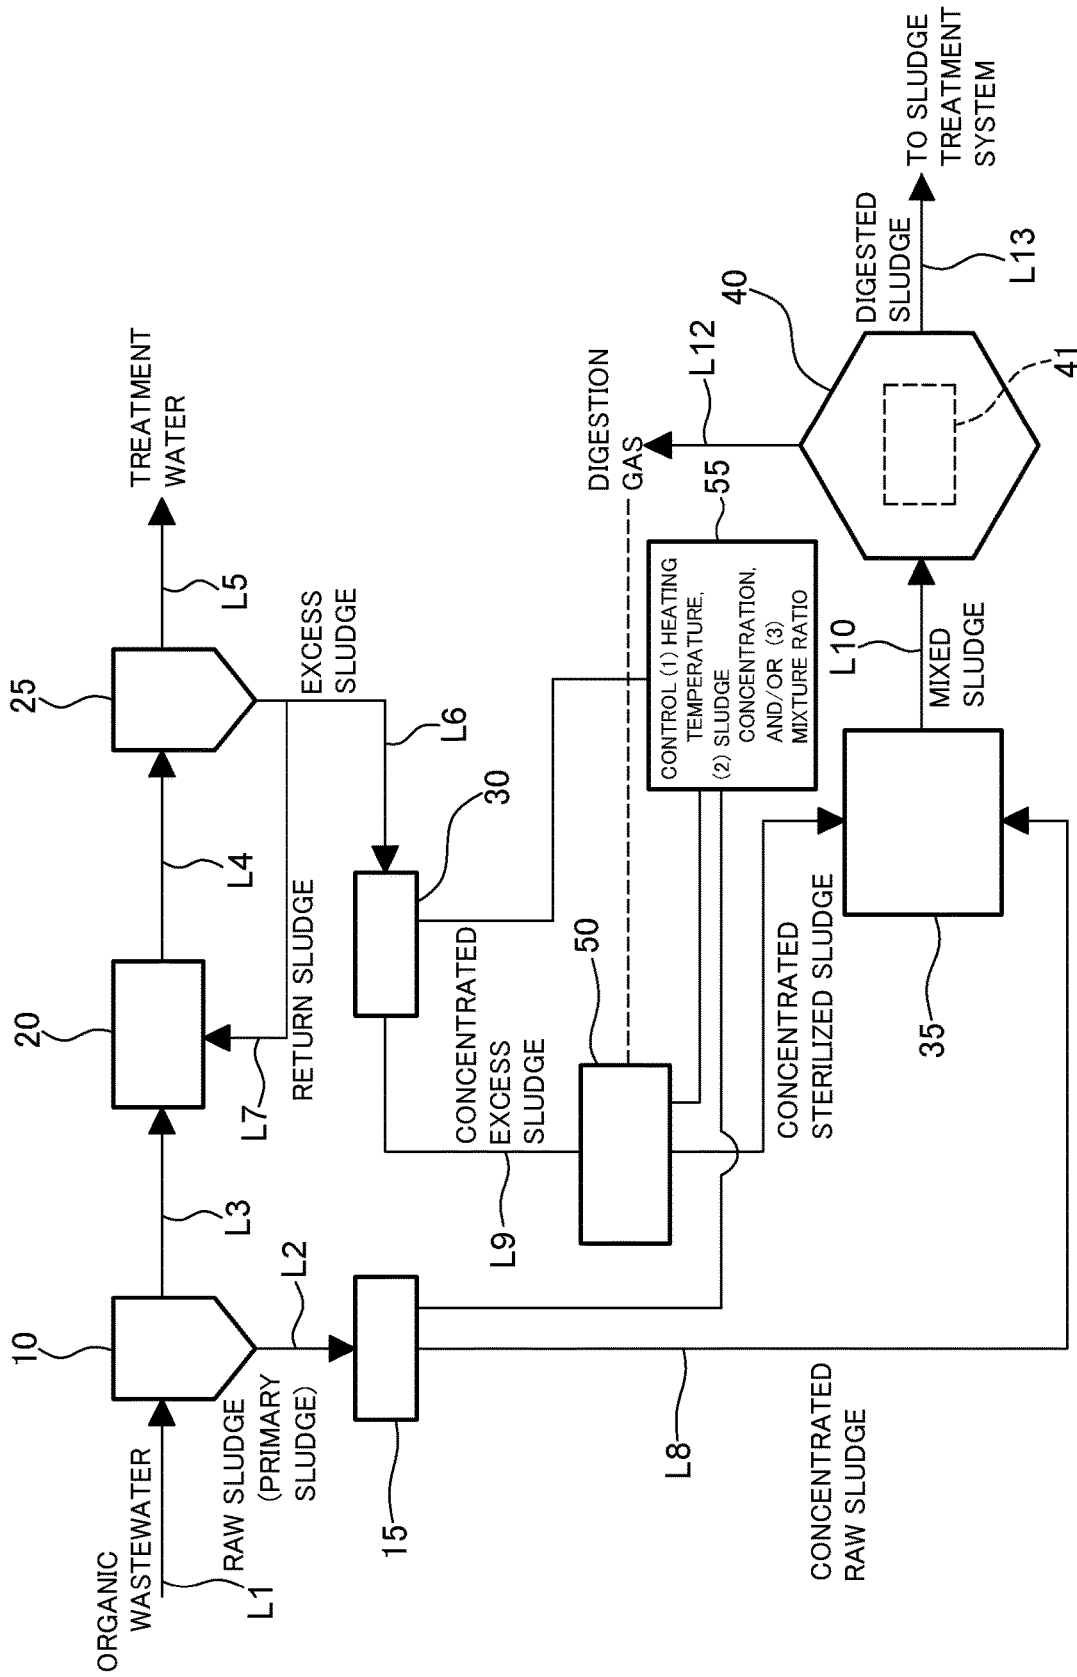 ORGANIC
WASTEWATER
L1
10
L3
20
L4
25
L5
TREATMENT
WATER
RAW SLUDGE
(PRIMARY
SLUDGE)
L2
L7
RETURN SLUDGE
EXCESS
SLUDGE
L6
15
30
CONCENTRATED
EXCESS
SLUDGE
L9
50
DIGESTION
GAS
L12
55
CONTROL (1) HEATING
TEMPERATURE,
(2) SLUDGE
CONCENTRATION,
AND/OR (3)
MIXTURE RATIO
L8
CONCENTRATED
RAW SLUDGE
CONCENTRATED
STERILIZED SLUDGE
35
L10
MIXED
SLUDGE
40
41
DIGESTED
SLUDGE
L13
TO SLUDGE
TREATMENT
SYSTEM